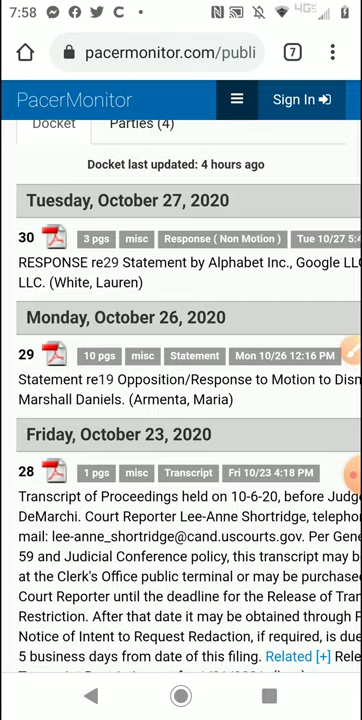 7:58
4G
pacermonitor.com/publi
7
PacerMonitor
Sign In
Docket Parties (4)
Docket last updated: 4 hours ago
Tuesday, October 27, 2020
30 3 pgs misc Response ( Non Motion ) Tue 10/27 5:4
RESPONSE re29 Statement by Alphabet Inc., Google LLC
LLC. (White, Lauren)
Monday, October 26, 2020
29 10 pgs misc Statement Mon 10/26 12:16 PM
Statement re19 Opposition/Response to Motion to Dism
Marshall Daniels. (Armenta, Maria)
Friday, October 23, 2020
28 1 pgs misc Transcript Fri 10/23 4:18 PM
Transcript of Proceedings held on 10-6-20, before Judge
DeMarchi. Court Reporter Lee-Anne Shortridge, telepho
mail: lee-anne_shortridge@cand.uscourts.gov. Per Gene
59 and Judicial Conference policy, this transcript may b
at the Clerk's Office public terminal or may be purchase
Court Reporter until the deadline for the Release of Tran
Restriction. After that date it may be obtained through P
Notice of Intent to Request Redaction, if required, is due
5 business days from date of this filing. Related [+] Rele